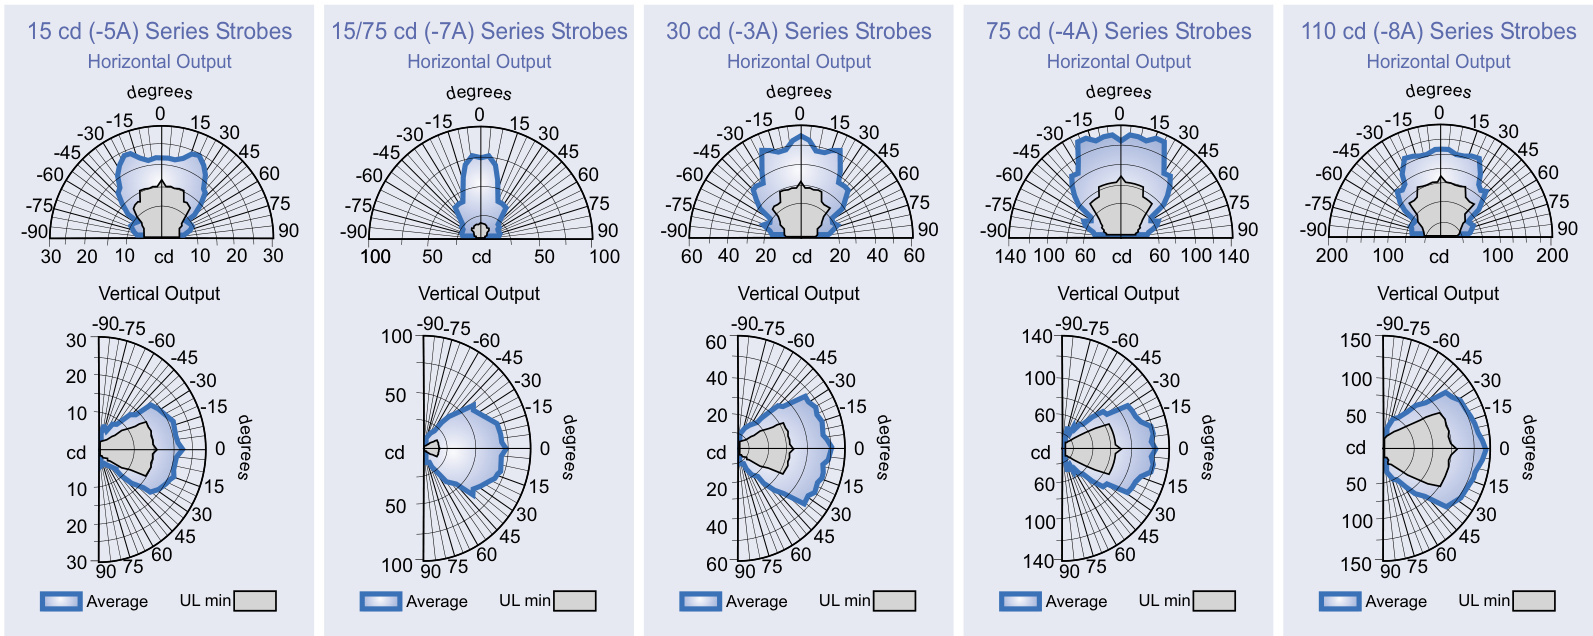 15 cd (-5A) Series Strobes
Horizontal Output
degrees
-90 -75 -60 -45 -30 -15 0 15 30 45 60 75 90
30 20 10 cd 10 20 30
Vertical Output
30 20 10 cd 10 20 30
-90 -75 -60 -45 -30 -15 0 15 30 45 60 75 90
degrees
Average UL min
15/75 cd (-7A) Series Strobes
Horizontal Output
degrees
-90 -75 -60 -45 -30 -15 0 15 30 45 60 75 90
100 50 cd 50 100
Vertical Output
100 50 cd 50 100
-90 -75 -60 -45 -30 -15 0 15 30 45 60 75 90
degrees
Average UL min
30 cd (-3A) Series Strobes
Horizontal Output
degrees
-90 -75 -60 -45 -30 -15 0 15 30 45 60 75 90
60 40 20 cd 20 40 60
Vertical Output
60 40 20 cd 20 40 60
-90 -75 -60 -45 -30 -15 0 15 30 45 60 75 90
degrees
Average UL min
75 cd (-4A) Series Strobes
Horizontal Output
degrees
-90 -75 -60 -45 -30 -15 0 15 30 45 60 75 90
140 100 60 cd 60 100 140
Vertical Output
140 100 60 cd 60 100 140
-90 -75 -60 -45 -30 -15 0 15 30 45 60 75 90
degrees
Average UL min
110 cd (-8A) Series Strobes
Horizontal Output
degrees
-90 -75 -60 -45 -30 -15 0 15 30 45 60 75 90
200 100 cd 100 200
Vertical Output
150 100 50 cd 50 100 150
-90 -75 -60 -45 -30 -15 0 15 30 45 60 75 90
degrees
Average UL min